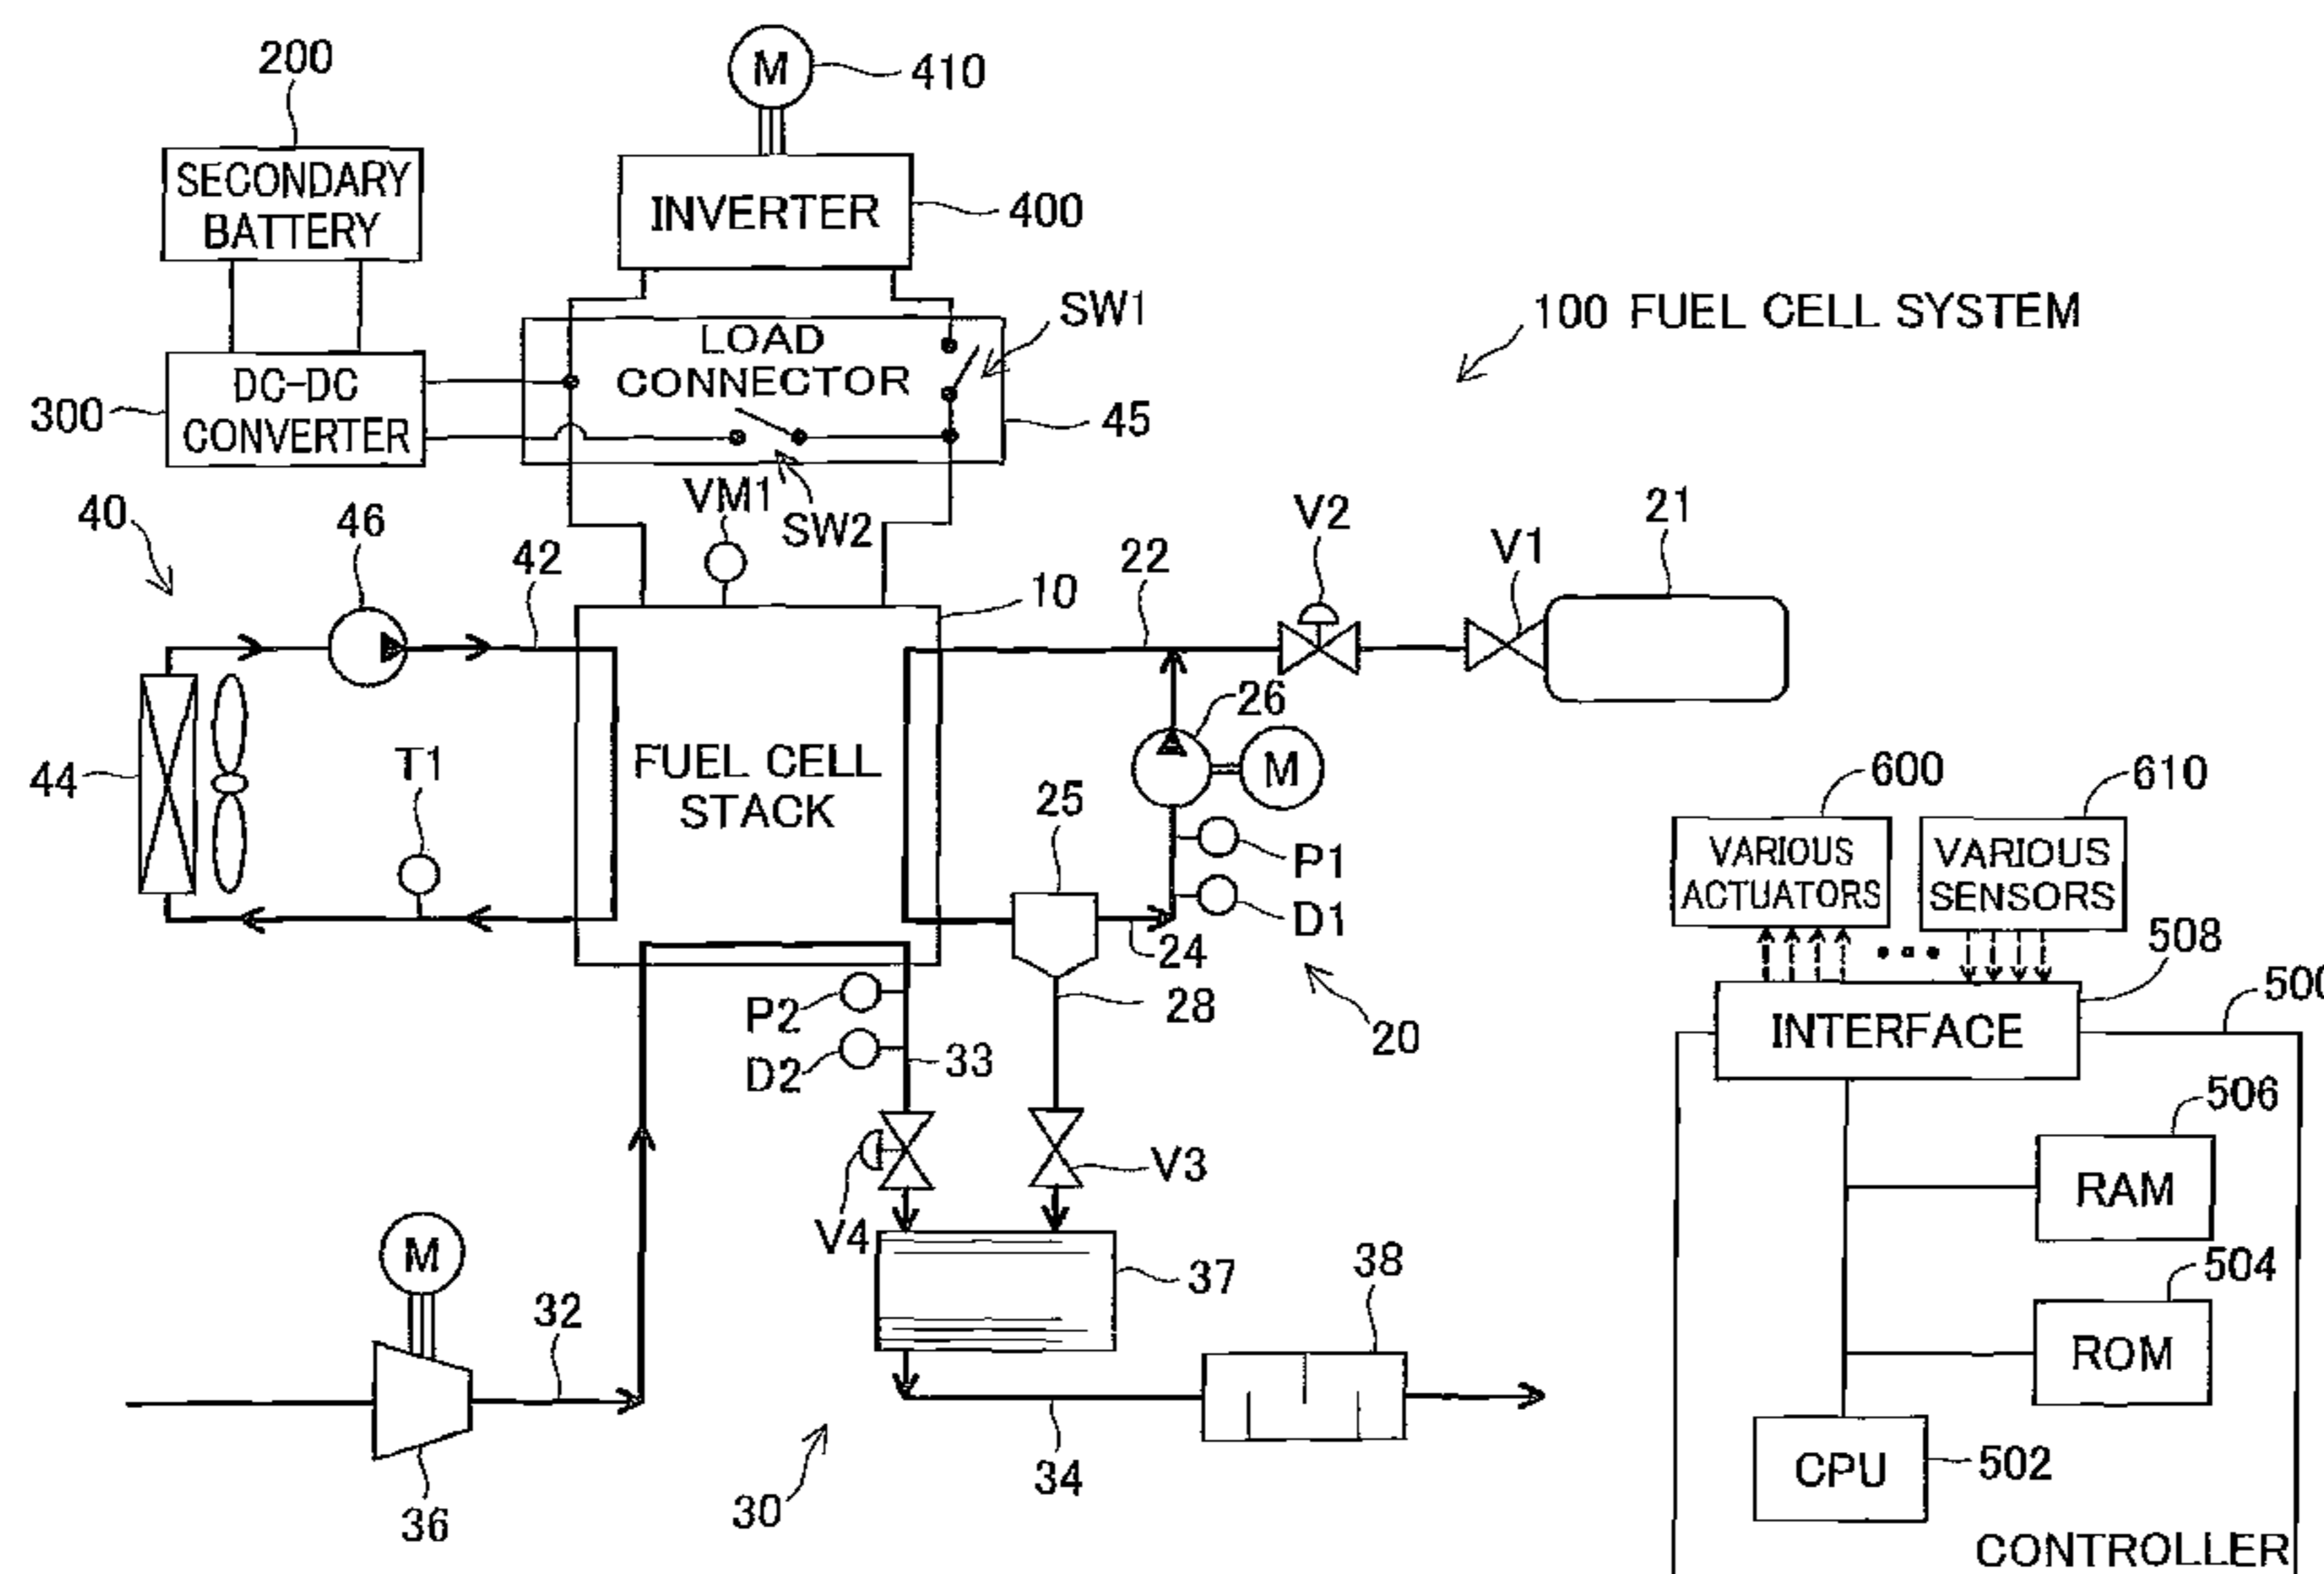 200
M
410
SECONDARY
BATTERY
INVERTER
400
LOAD
CONNECTOR
SW1
100 FUEL CELL SYSTEM
DC-DC
CONVERTER
300
45
VM1
SW2
40
46
42
10
22
V2
V1
21
26
M
FUEL CELL
STACK
44
T1
25
P1
D1
24
600
610
VARIOUS
ACTUATORS
VARIOUS
SENSORS
508
500
INTERFACE
P2
D2
33
28
20
506
RAM
V4
V3
M
32
37
38
504
ROM
36
30
34
CPU
502
CONTROLLER